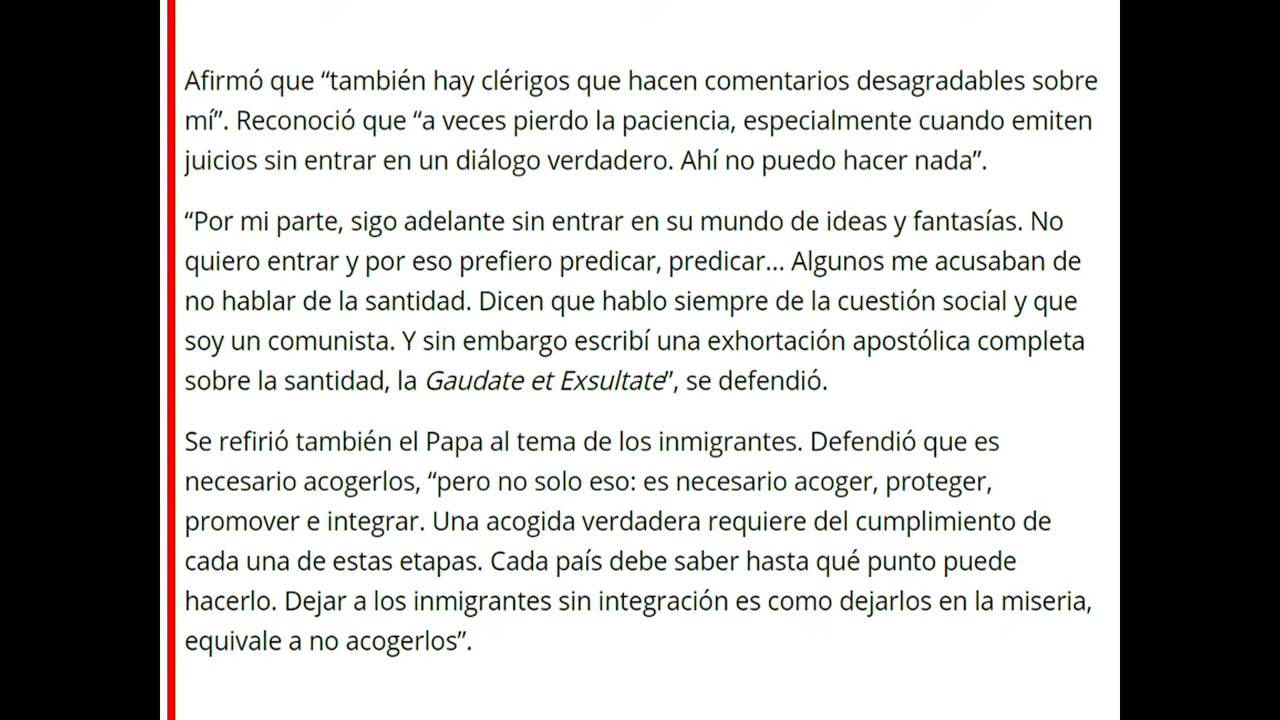 Afirmó que “también hay clérigos que hacen comentarios desagradables sobre
mí”. Reconoció que “a veces pierdo la paciencia, especialmente cuando emiten
juicios sin entrar en un diálogo verdadero. Ahí no puedo hacer nada”.
“Por mi parte, sigo adelante sin entrar en su mundo de ideas y fantasías. No
quiero entrar y por eso prefiero predicar, predicar... Algunos me acusaban de
no hablar de la santidad. Dicen que hablo siempre de la cuestión social y que
soy un comunista. Y sin embargo escribí una exhortación apostólica completa
sobre la santidad, la Gaudate et Exsultate”, se defendió.
Se refirió también el Papa al tema de los inmigrantes. Defendió que es
necesario acogerlos, “pero no solo eso: es necesario acoger, proteger,
promover e integrar. Una acogida verdadera requiere del cumplimiento de
cada una de estas etapas. Cada país debe saber hasta qué punto puede
hacerlo. Dejar a los inmigrantes sin integración es como dejarlos en la miseria,
equivale a no acogerlos”.